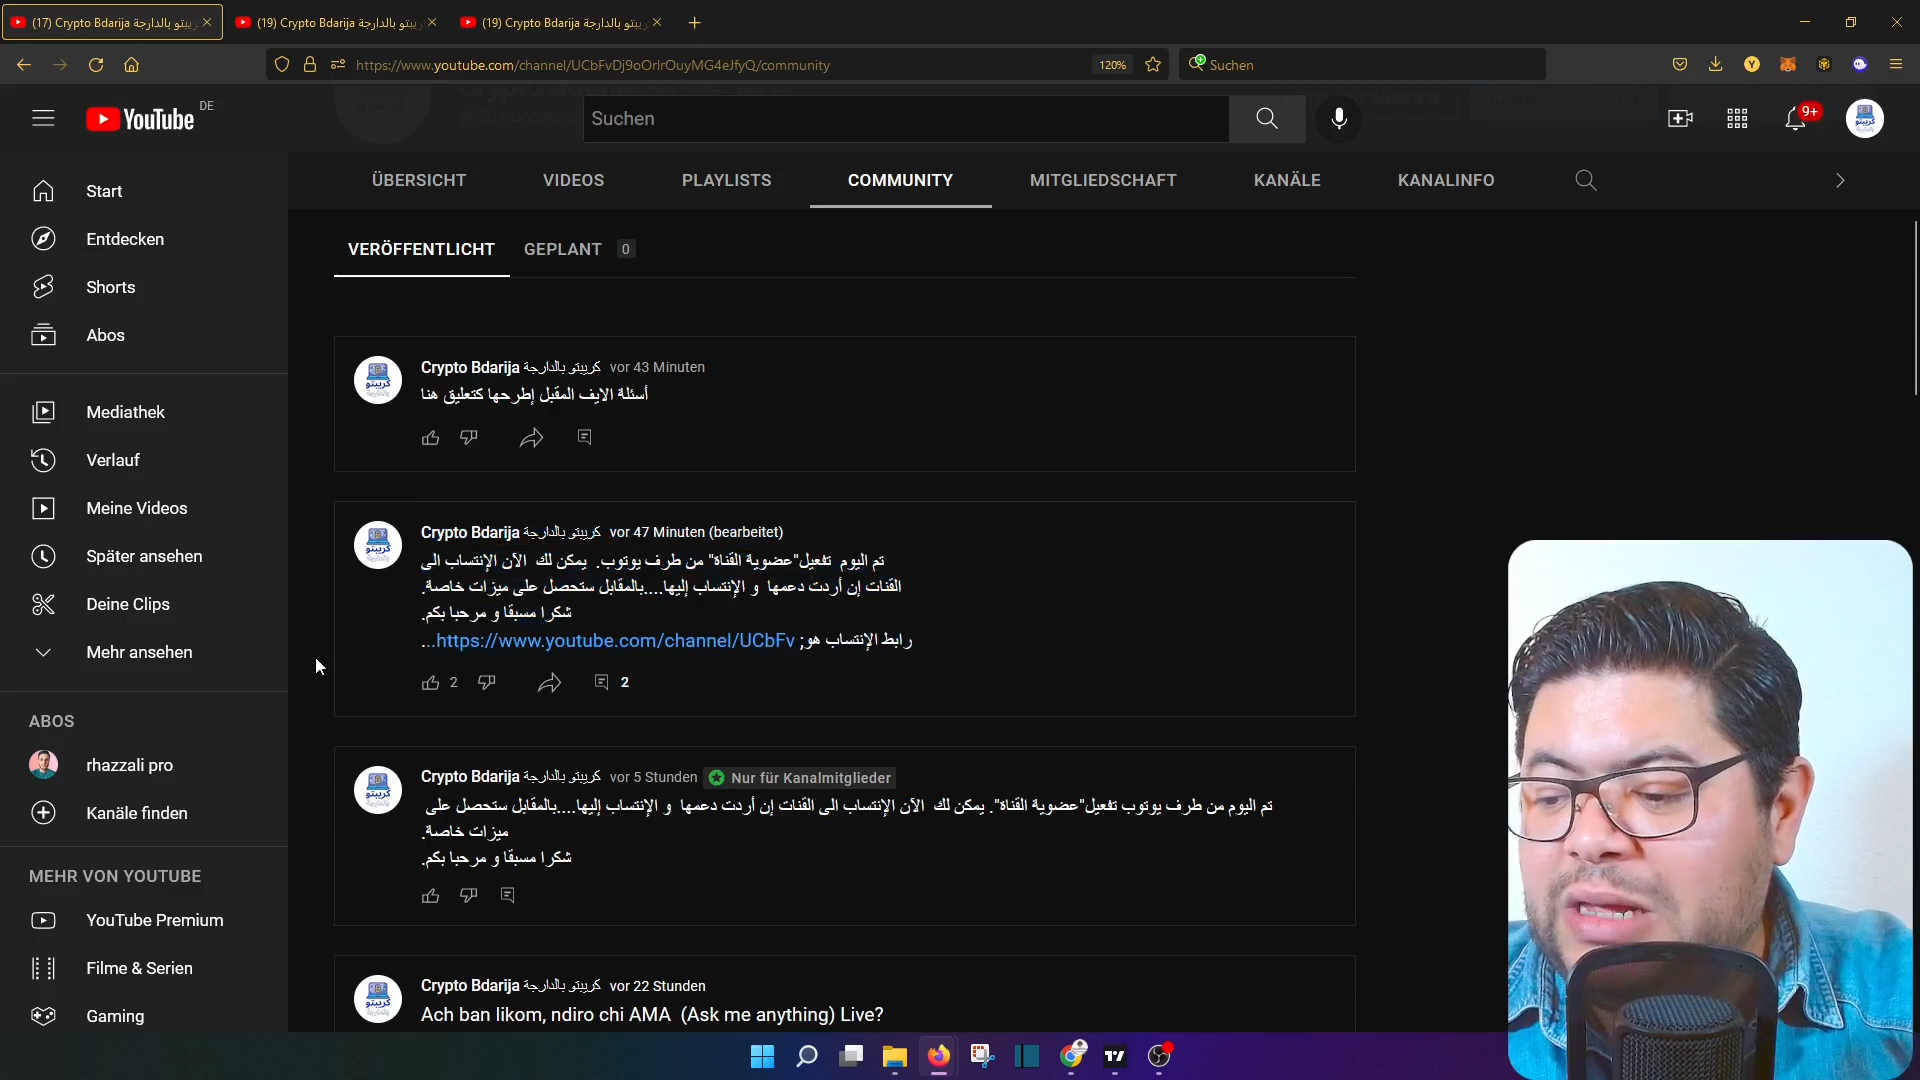 (17) Crypto Bdarija كريبتو بالدارجة
(19) Crypto Bdarija كريبتو بالدارجة
(19) Crypto Bdarija كريبتو بالدارجة
https://www.youtube.com/channel/UCbFvDj9oOrIrOuyMG4eJfyQ/community
120%
Suchen
YouTube DE
Suchen
9+
ÜBERSICHT
VIDEOS
PLAYLISTS
COMMUNITY
MITGLIEDSCHAFT
KANÄLE
KANALINFO
Start
Entdecken
Shorts
Abos
Mediathek
Verlauf
Meine Videos
Später ansehen
Deine Clips
Mehr ansehen
ABOS
rhazzali pro
Kanäle finden
MEHR VON YOUTUBE
YouTube Premium
Filme & Serien
Gaming
VERÖFFENTLICHT
GEPLANT 0
Crypto Bdarija كريبتو بالدارجة vor 43 Minuten
أسئلة الايف المقبل إطرحها كتعليق هنا
Crypto Bdarija كريبتو بالدارجة vor 47 Minuten (bearbeitet)
تم اليوم تفعيل"عضوية القناة" من طرف يوتوب. يمكن لك الآن الإنتساب الى
القنات إن أردت دعمها و الإنتساب إليها....بالمقابل ستحصل على ميزات خاصة.
شكرا مسبقا و مرحبا بكم.
رابط الإنتساب هو; https://www.youtube.com/channel/UCbFv...
2
2
Crypto Bdarija كريبتو بالدارجة vor 5 Stunden Nur für Kanalmitglieder
تم اليوم من طرف يوتوب تفعيل"عضوية القناة". يمكن لك الآن الإنتساب الى القنات إن أردت دعمها و الإنتساب إليها....بالمقابل ستحصل على
ميزات خاصة.
شكرا مسبقا و مرحبا بكم.
Crypto Bdarija كريبتو بالدارجة vor 22 Stunden
Ach ban likom, ndiro chi AMA (Ask me anything) Live?